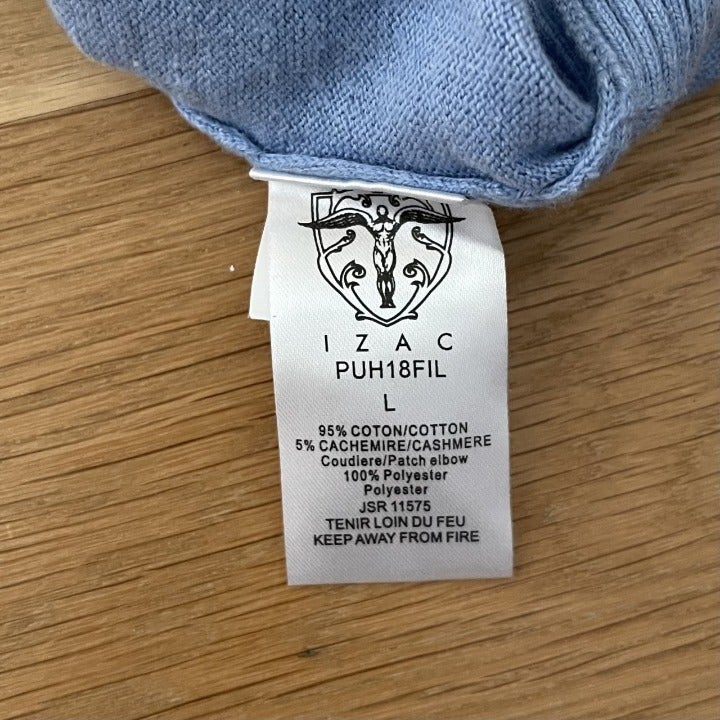 IZAC
PUH18FIL
L
95% COTON/COTTON
5% CACHEMIRE/CASHMERE
Coudiere/Patch elbow
100% Polyester
Polyester
JSR 11575
TENIR LOIN DU FEU
KEEP AWAY FROM FIRE